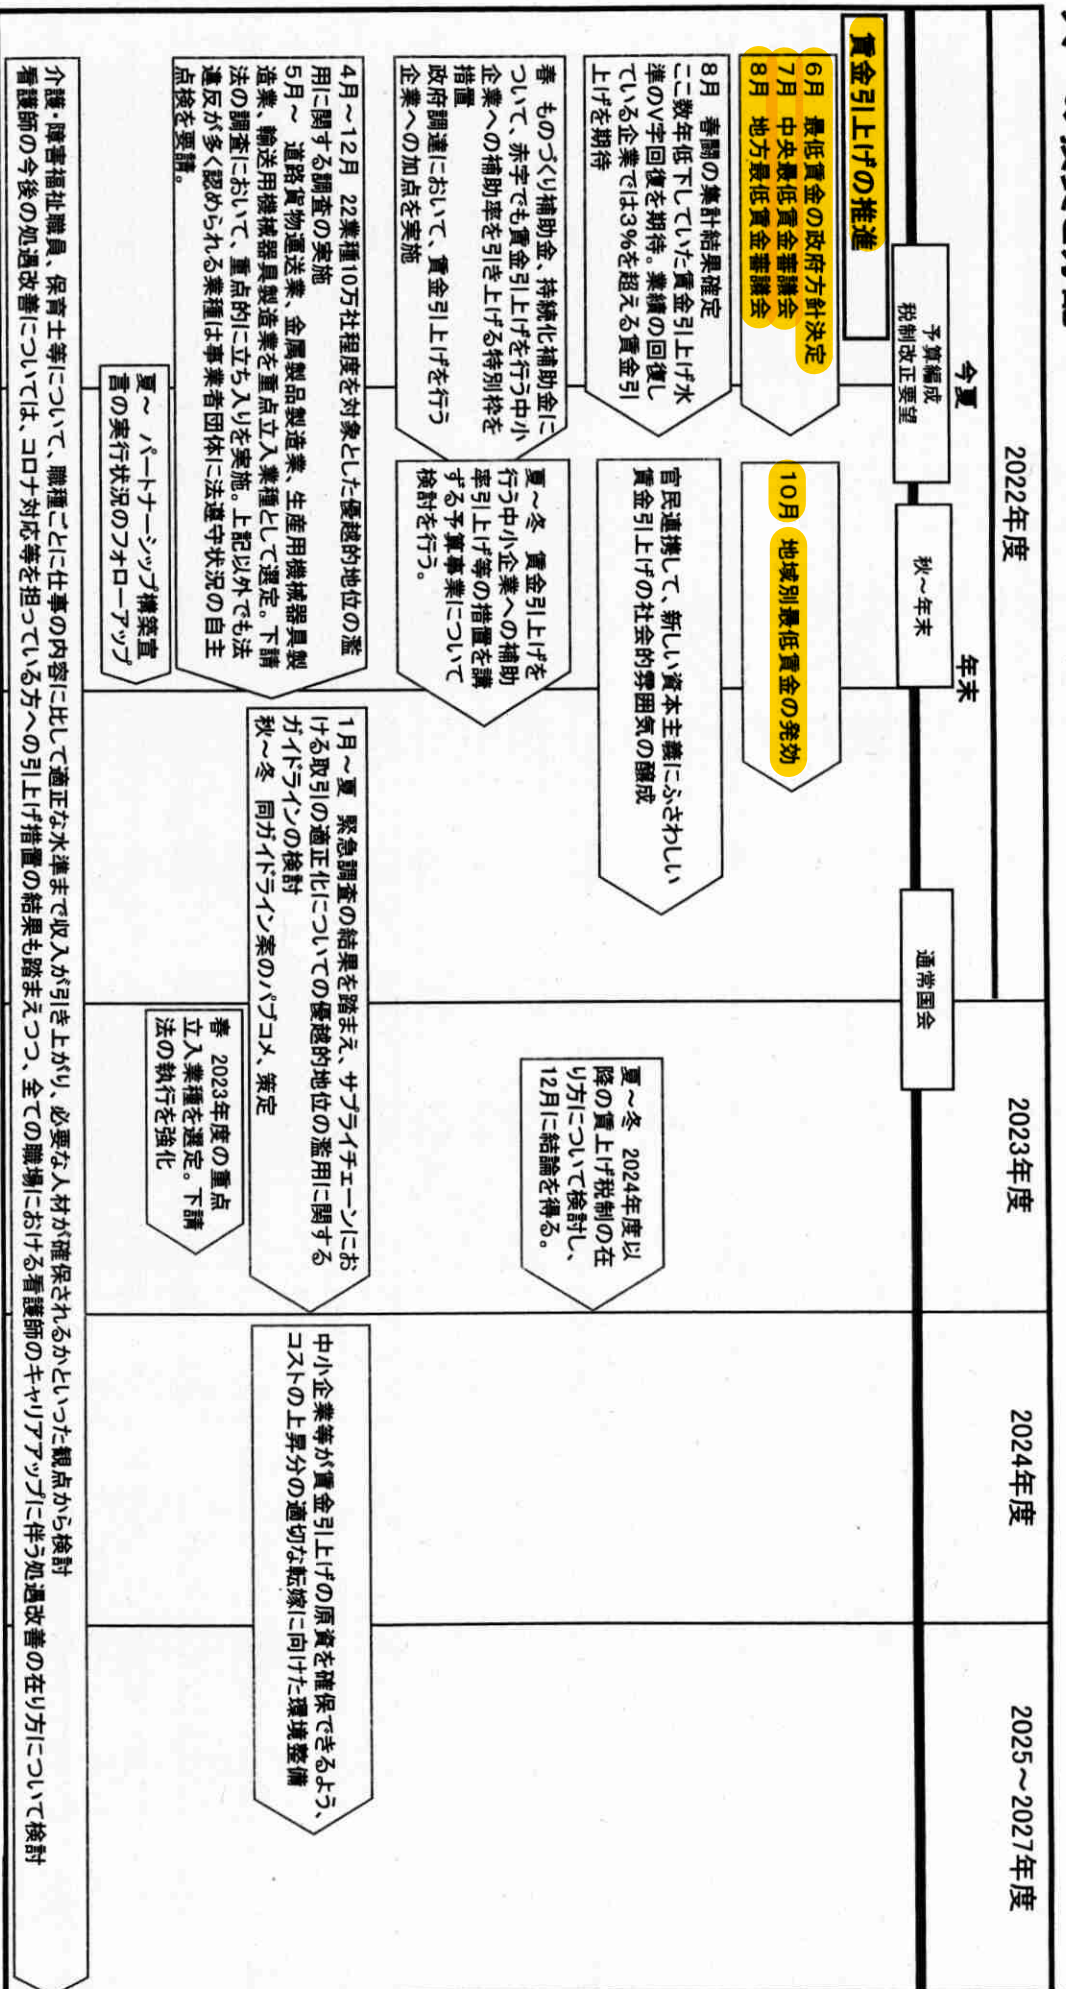 2022年度
2023年度
2024年度
2025～2027年度
今夏
年末
予算編成
税制改正要望
秋～年末
通常国会
賃金引上げの推進
6月 最低賃金の政府方針決定
7月 中央最低賃金審議会
8月 地方最低賃金審議会
10月 地域別最低賃金の発効
8月 春闘の集計結果確定
ここ数年低下していた賃金引上げ水
準のV字回復を期待。業績の回復し
ている企業では3%を超える賃金引
上げを期待
官民連携して、新しい資本主義にふさわしい
賃金引上げの社会的雰囲気の醸成
夏～冬 2024年度以
降の賃上げ税制の在
り方について検討し、
12月に結論を得る。
春 ものづくり補助金、持続化補助金に
ついて、赤字でも賃金引上げを行う中小
企業への補助率を引き上げる特別枠を
措置
政府調達において、賃金引上げを行う
企業への加点を実施
夏～冬 賃金引上げを
行う中小企業への補助
率引上げ等の措置を講
ずる予算事業について
検討を行う。
4月～12月 22業種10万社程度を対象とした優越的地位の濫
用に関する調査の実施
5月～ 道路貨物運送業、金属製品製造業、生産用機械器具製
造業、輸送用機械器具製造業を重点立入業種として選定。下請
法の調査において、重点的に立ち入りを実施。上記以外でも法
違反が多く認められる業種は事業者団体に法遵守状況の自主
点検を要請。
1月～夏 緊急調査の結果を踏まえ、サプライチェーンにお
ける取引の適正化についての優越的地位の濫用に関する
ガイドラインの検討
秋～冬 同ガイドライン案のパブコメ、策定
中小企業等が賃金引上げの原資を確保できるよう、
コストの上昇分の適切な転嫁に向けた環境整備
春 2023年度の重点
立入業種を選定。下請
法の執行を強化
夏～ パートナーシップ構築宣
言の実行状況のフォローアップ
介護・障害福祉職員、保育士等について、職種ごとに仕事の内容に比して適正な水準まで収入が引き上がり、必要な人材が確保されるかといった観点から検討
看護師の今後の処遇改善については、コロナ対応等を担っている方への引上げ措置の結果も踏まえつつ、全ての職場における看護師のキャリアアップに伴う処遇改善の在り方について検討